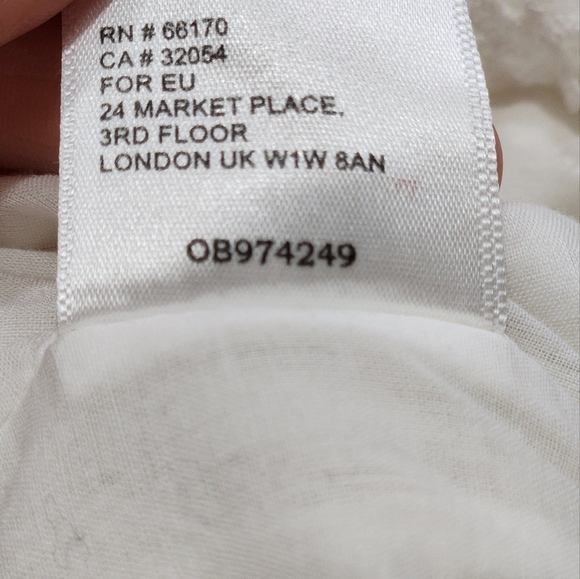 RN # 66170
CA # 32054
FOR EU
24 MARKET PLACE,
3RD FLOOR
LONDON UK W1W 8AN
OB974249